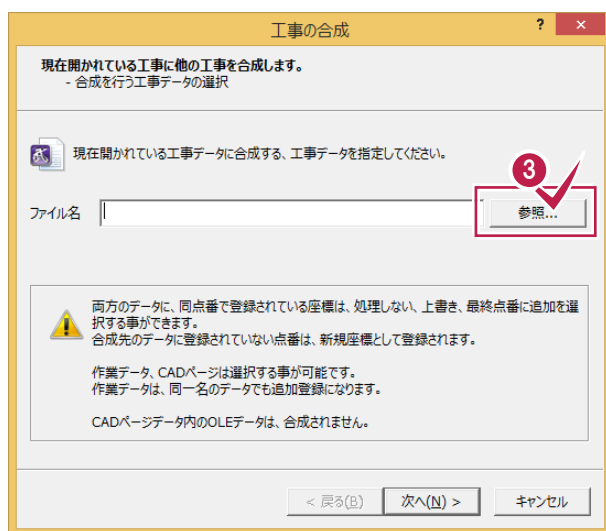 工事の合成
?
×
現在開かれている工事に他の工事を合成します。
- 合成を行う工事データの選択
現在開かれている工事データに合成する、工事データを指定してください。
3
ファイル名
参照...
両方のデータに、同点番で登録されている座標は、処理しない、上書き、最終点番に追加を選
択する事ができます。
合成先のデータに登録されていない点番は、新規座標として登録されます。
作業データ、CADページは選択する事が可能です。
作業データは、同一名のデータでも追加登録になります。
CADページデータ内のOLEデータは、合成されません。
< 戻る(B)
次へ(N) >
キャンセル